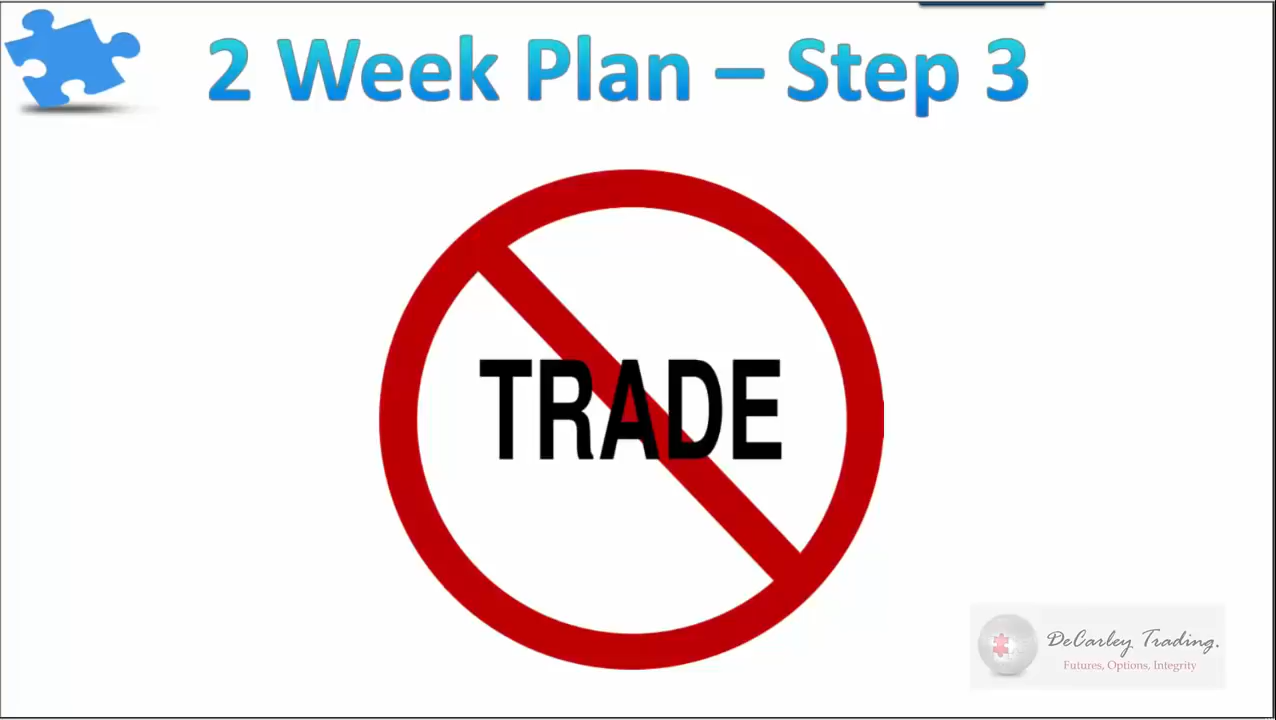 2 Week Plan – Step 3
TRADE
DeCarley Trading.
Futures, Options, Integrity